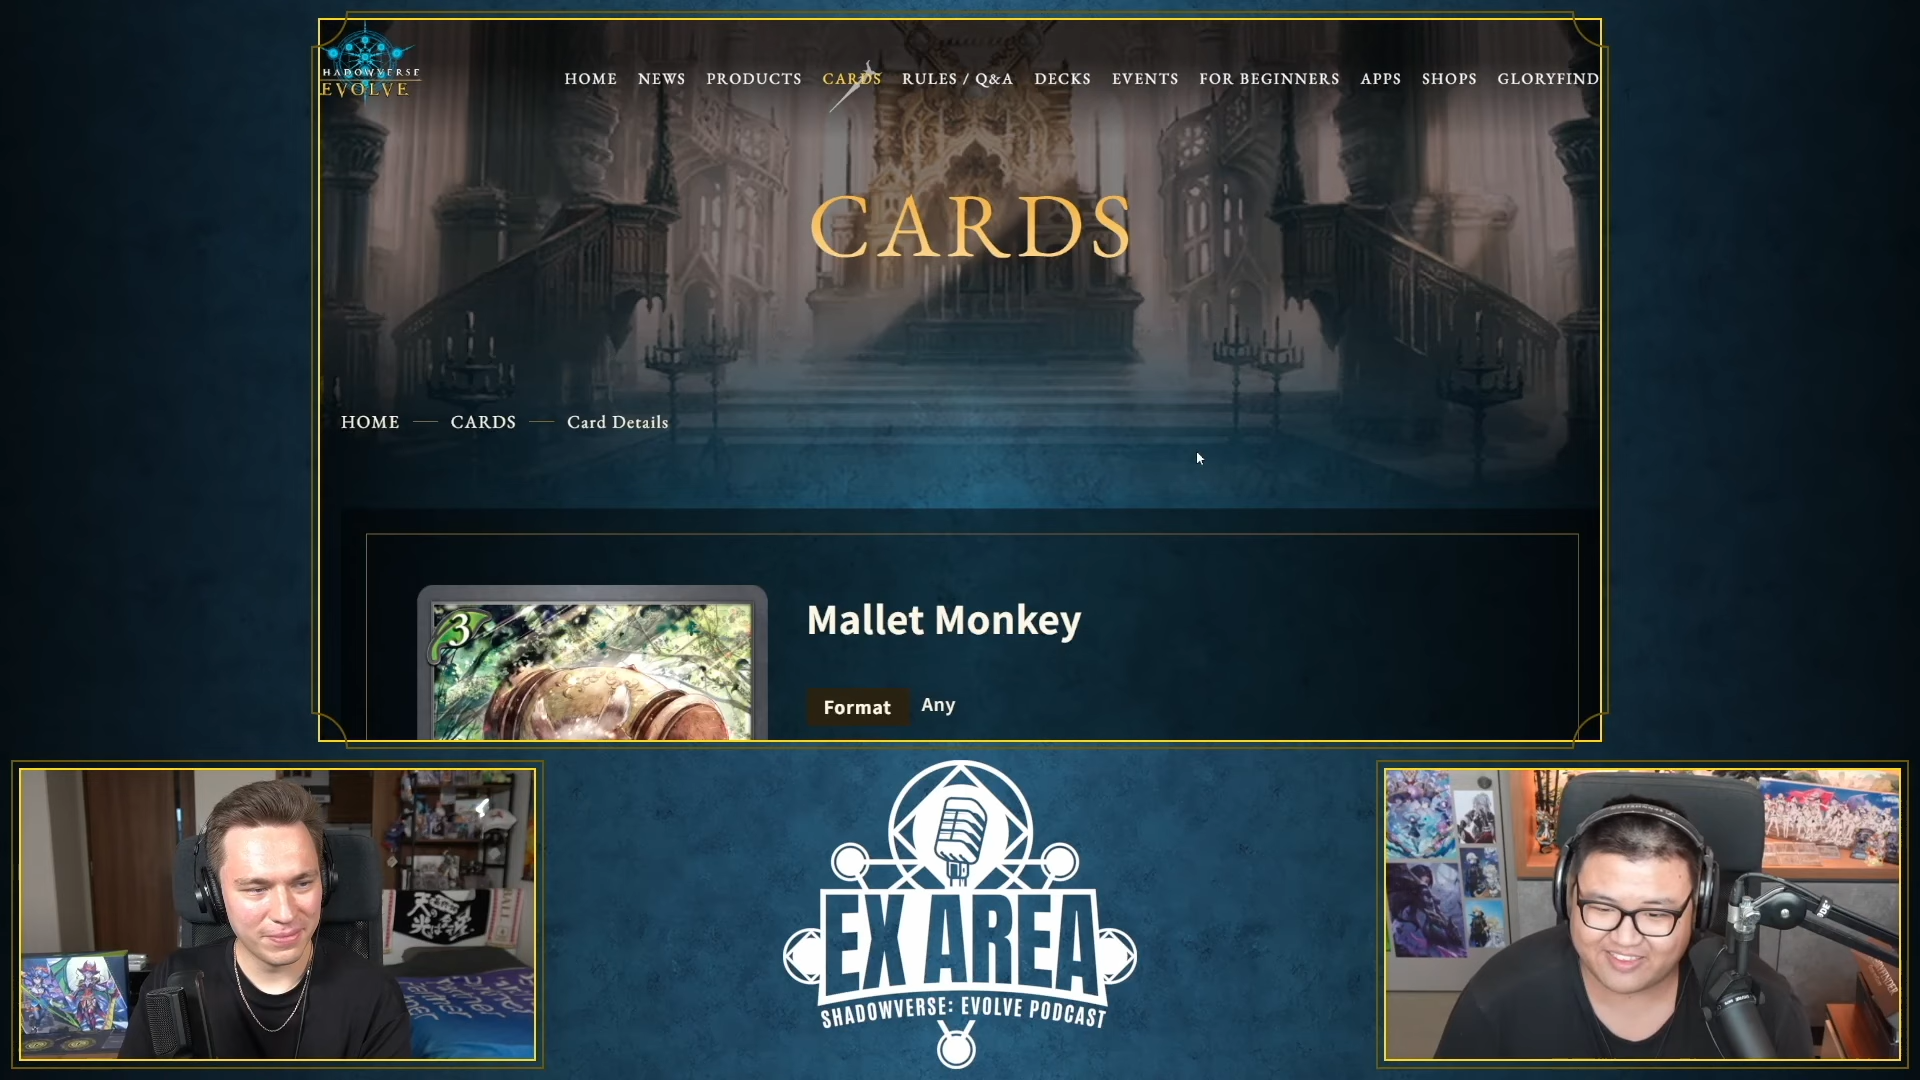 HADOWVERSE
EVOLVE
HOME NEWS PRODUCTS CARDS RULES / Q&A DECKS EVENTS FOR BEGINNERS APPS SHOPS GLORYFIND
CARDS
HOME — CARDS — Card Details
3
Mallet Monkey
Format Any
EX AREA
SHADOWVERSE: EVOLVE PODCAST